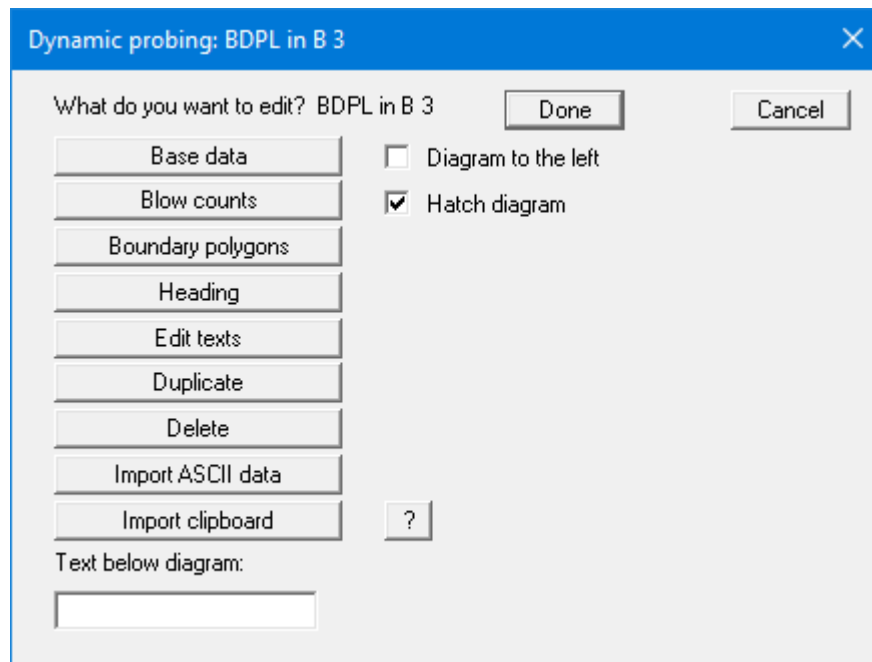 Dynamic probing: BDPL in B 3
What do you want to edit? BDPL in B 3 Done Cancel
Base data Diagram to the left
Blow counts Hatch diagram
Boundary polygons
Heading
Edit texts
Duplicate
Delete
Import ASCII data
Import clipboard ?
Text below diagram: